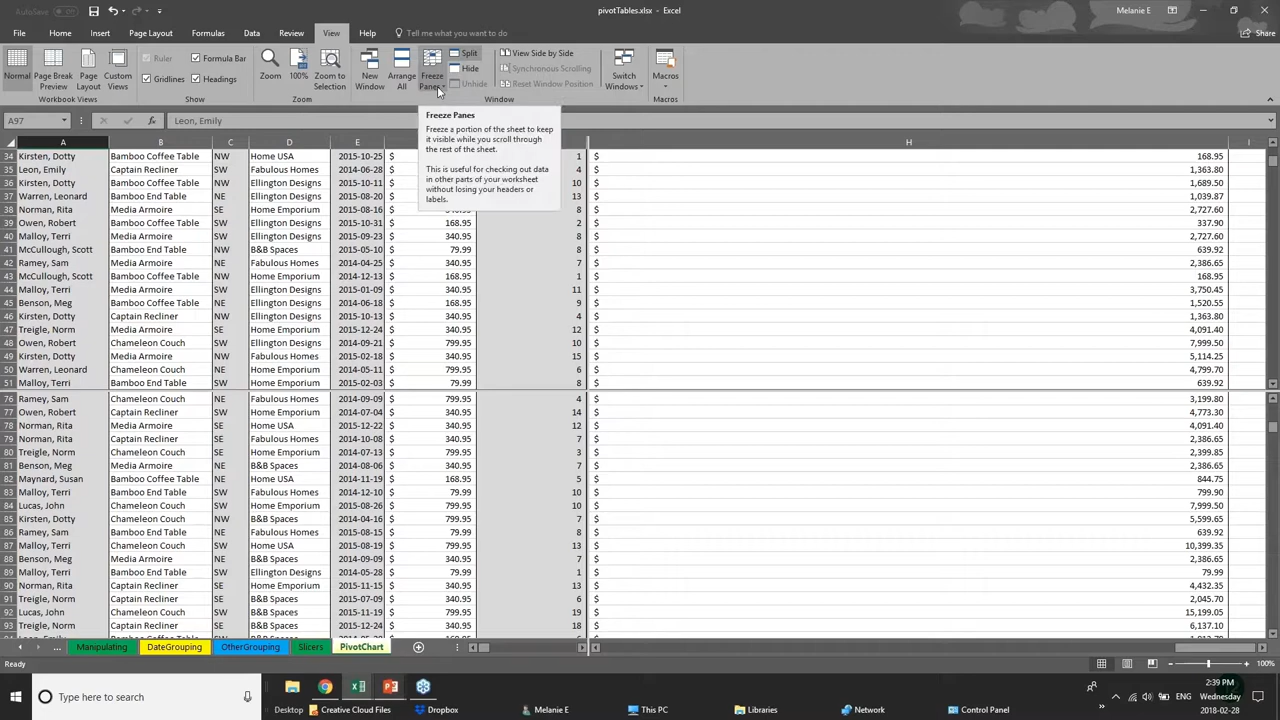 AutoSave Off pivotTables.xlsx - Excel Melanie E
File Home Insert Page Layout Formulas Data Review View Help Tell me what you want to do Share
Normal Page Break Preview Page Layout Custom Views Ruler Formula Bar Gridlines Headings Zoom 100% Zoom to Selection New Window Arrange All Freeze Panes Split Hide Unhide View Side by Side Synchronous Scrolling Reset Window Position Switch Windows Macros
Workbook Views Show Zoom Window Macros
A97 fx Leon, Emily
Freeze Panes
Freeze a portion of the sheet to keep
it visible while you scroll through
the rest of the sheet.
This is useful for checking out data
in other parts of your worksheet
without losing your headers or
labels.
A B C D E H I
34 Kirsten, Dotty Bamboo Coffee Table NW Home USA 2015-10-25 $ 1 $ 168.95
35 Leon, Emily Captain Recliner SW Fabulous Homes 2014-06-28 $ 4 $ 1,363.80
36 Kirsten, Dotty Bamboo Coffee Table NW Ellington Designs 2015-10-11 $ 10 $ 1,689.50
37 Warren, Leonard Bamboo End Table NE Ellington Designs 2015-08-20 $ 13 $ 1,039.87
38 Norman, Rita Media Armoire SE Home Emporium 2015-08-16 $ 340.95 8 $ 2,727.60
39 Owen, Robert Bamboo Coffee Table SW Ellington Designs 2015-10-31 $ 168.95 2 $ 337.90
40 Malloy, Terri Media Armoire SW Ellington Designs 2015-09-23 $ 340.95 8 $ 2,727.60
41 McCullough, Scott Bamboo End Table NW B&B Spaces 2015-05-10 $ 79.99 8 $ 639.92
42 Ramey, Sam Media Armoire NE Fabulous Homes 2014-04-25 $ 340.95 7 $ 2,386.65
43 McCullough, Scott Bamboo Coffee Table NW Home Emporium 2014-12-13 $ 168.95 1 $ 168.95
44 Malloy, Terri Media Armoire SW Ellington Designs 2015-01-09 $ 340.95 11 $ 3,750.45
45 Benson, Meg Bamboo Coffee Table NE Ellington Designs 2014-06-18 $ 168.95 9 $ 1,520.55
46 Kirsten, Dotty Captain Recliner NW Ellington Designs 2015-10-13 $ 340.95 4 $ 1,363.80
47 Treigle, Norm Media Armoire SE Home Emporium 2015-12-24 $ 340.95 12 $ 4,091.40
48 Owen, Robert Chameleon Couch SW Ellington Designs 2014-09-21 $ 799.95 10 $ 7,999.50
49 Kirsten, Dotty Media Armoire NW Fabulous Homes 2015-02-18 $ 340.95 15 $ 5,114.25
50 Warren, Leonard Chameleon Couch NE Home Emporium 2015-11-19 $ 799.95 6 $ 4,799.70
51 Malloy, Terri Bamboo End Table SW Home Emporium 2015-02-03 $ 79.99 8 $ 639.92
76 Ramey, Sam Chameleon Couch NE Fabulous Homes 2014-09-09 $ 799.95 4 $ 3,199.80
77 Owen, Robert Captain Recliner SW Home Emporium 2014-07-04 $ 340.95 14 $ 4,773.30
78 Norman, Rita Media Armoire SE Home USA 2015-12-22 $ 340.95 12 $ 4,091.40
79 Norman, Rita Captain Recliner SE Fabulous Homes 2014-10-08 $ 340.95 7 $ 2,386.65
80 Kirsten, Dotty Chameleon Couch SE Home Emporium 2014-07-13 $ 799.95 3 $ 2,399.85
81 Benson, Meg Media Armoire NE B&B Spaces 2014-08-06 $ 340.95 7 $ 2,386.65
82 Maynard, Susan Bamboo Coffee Table NE Home USA 2014-11-19 $ 168.95 5 $ 844.75
83 Malloy, Terri Bamboo End Table SW Fabulous Homes 2014-12-10 $ 79.99 10 $ 799.90
84 Lucas, John Chameleon Couch SW Home Emporium 2015-08-26 $ 799.95 10 $ 7,999.50
85 Kirsten, Dotty Chameleon Couch NW B&B Spaces 2014-04-16 $ 799.95 7 $ 5,599.65
86 Ramey, Sam Bamboo End Table NE Fabulous Homes 2015-08-15 $ 79.99 8 $ 639.92
87 Malloy, Terri Chameleon Couch SW Home USA 2015-08-19 $ 799.95 13 $ 10,399.35
88 Benson, Meg Media Armoire NE B&B Spaces 2014-09-09 $ 340.95 7 $ 2,386.65
89 Malloy, Terri Bamboo End Table SW Ellington Designs 2014-05-28 $ 79.99 1 $ 79.99
90 Norman, Rita Captain Recliner SE Home Emporium 2015-11-15 $ 340.95 13 $ 4,432.35
91 Treigle, Norm Captain Recliner SE B&B Spaces 2015-07-09 $ 340.95 6 $ 2,045.70
92 Lucas, John Chameleon Couch SW B&B Spaces 2015-11-19 $ 799.95 19 $ 15,199.05
93 Treigle, Norm Captain Recliner SE B&B Spaces 2015-07-02 $ 340.95 18 $ 6,137.10
... Manipulating DateGrouping OtherGrouping Slicers PivotChart
Ready 100%
Type here to search Desktop Creative Cloud Files Dropbox Melanie E This PC Libraries Network Control Panel ENG
2:39 PM
Wednesday
2018-02-28